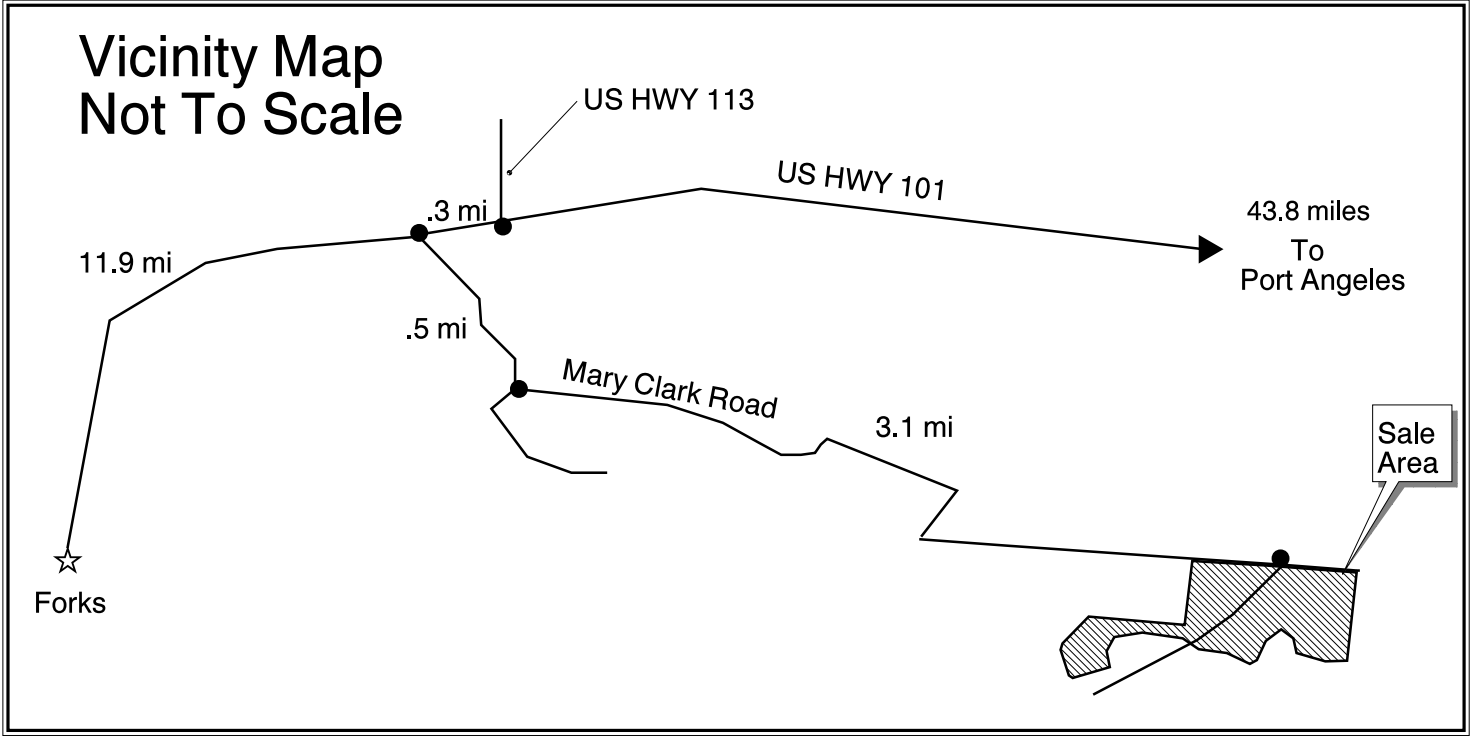 Vicinity Map
Not To Scale
US HWY 113
US HWY 101
.3 mi
43.8 miles
To
Port Angeles
11.9 mi
.5 mi
Mary Clark Road
3.1 mi
Sale
Area
Forks